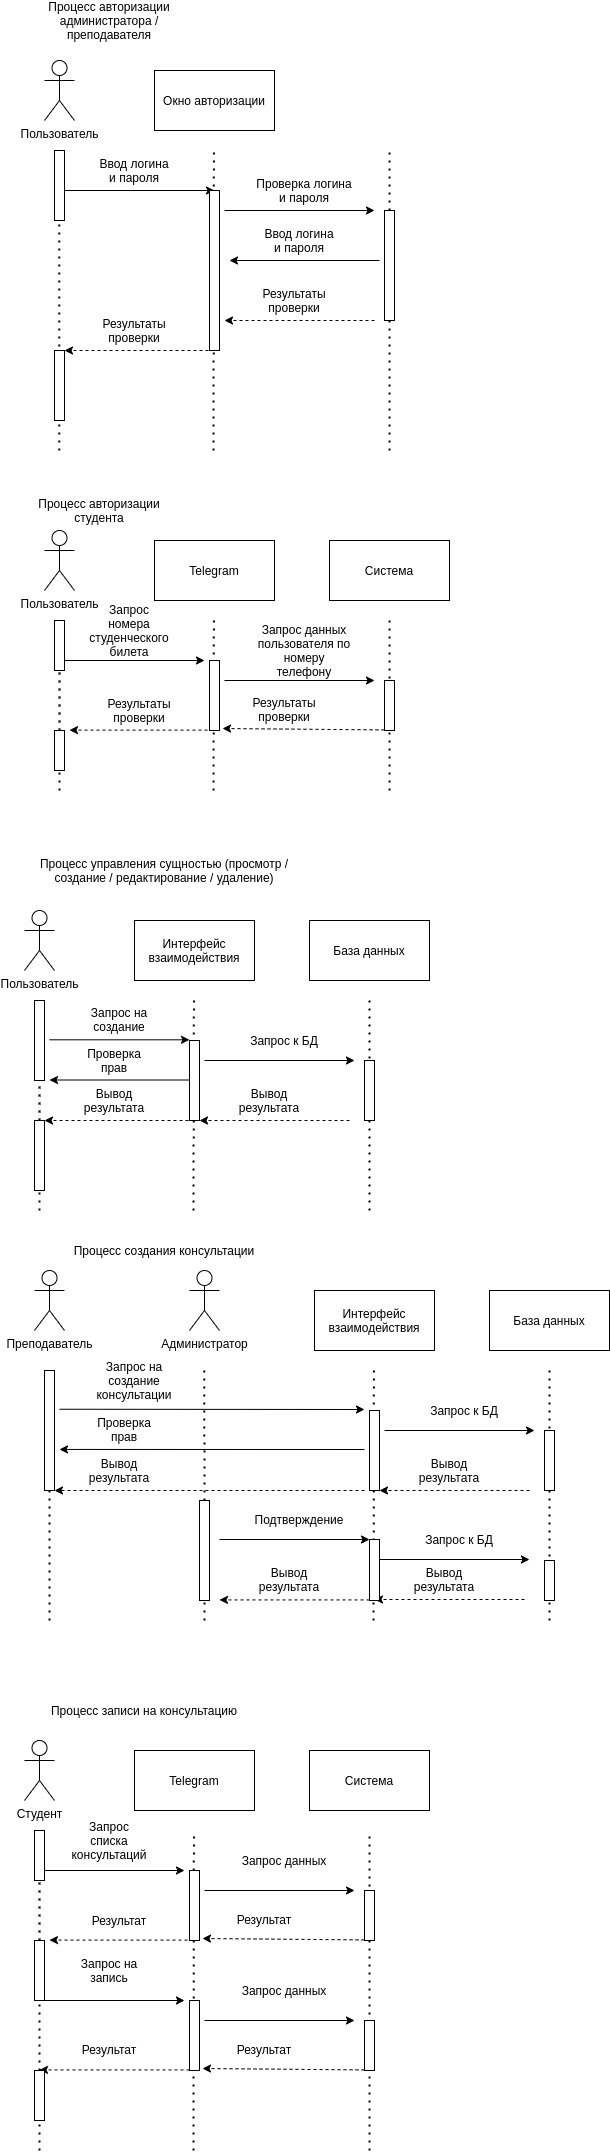 Процесс авторизации
администратора /
преподавателя
Окно авторизации
Пользователь
Ввод логина
и пароля
Проверка логина
и пароля
Ввод логина
и пароля
Результаты
проверки
Результаты
проверки
Процесс авторизации
студента
Telegram
Система
Пользователь
Запрос
номера
студенческого
билета
Запрос данных
пользователя по
номеру
телефону
Результаты
проверки
Результаты
проверки
Процесс управления сущностью (просмотр /
создание / редактирование / удаление)
Интерфейс
взаимодействия
База данных
Пользователь
Запрос на
создание
Запрос к БД
Проверка
прав
Вывод
результата
Вывод
результата
Процесс создания консультации
Интерфейс
взаимодействия
База данных
Преподаватель
Администратор
Запрос на
создание
консультации
Запрос к БД
Проверка
прав
Вывод
результата
Вывод
результата
Подтверждение
Запрос к БД
Вывод
результата
Вывод
результата
Процесс записи на консультацию
Telegram
Система
Студент
Запрос
списка
консультаций
Запрос данных
Результат
Результат
Запрос на
запись
Запрос данных
Результат
Результат